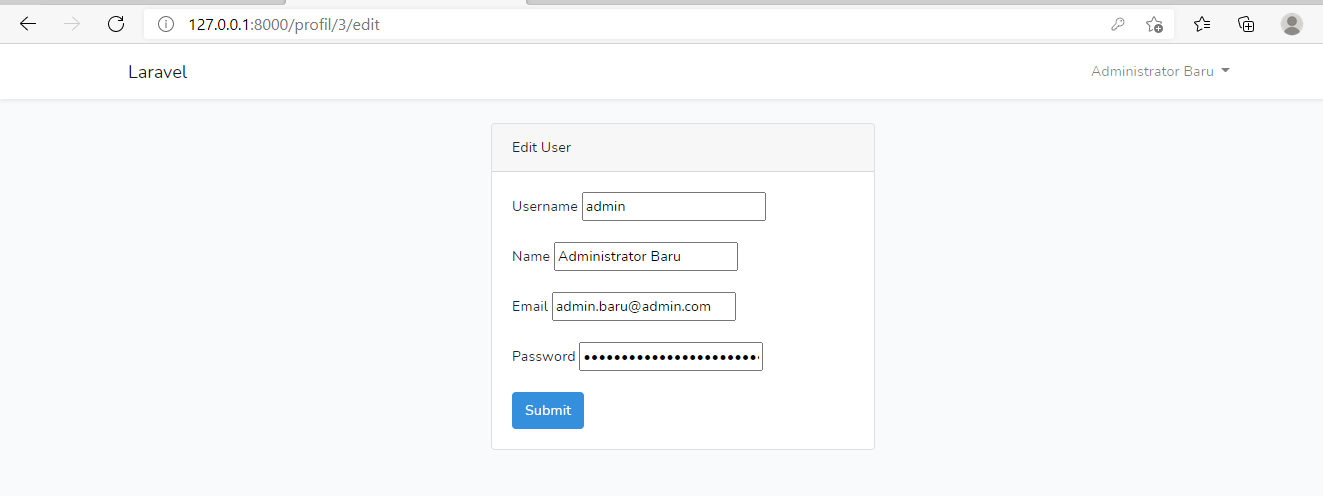 127.0.0.1:8000/profil/3/edit
Laravel
Administrator Baru
Edit User
Username admin
Name Administrator Baru
Email admin.baru@admin.com
Password ••••••••••••••••••••••••
Submit